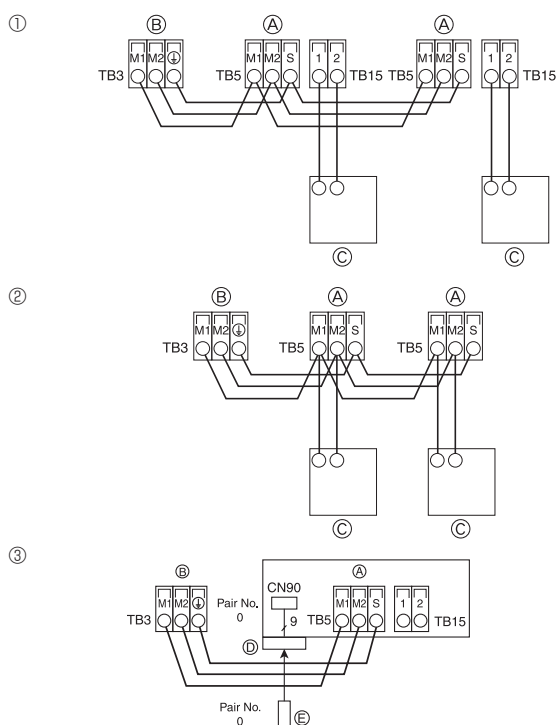 ①
Ⓑ Ⓐ Ⓐ
M1 M2 ⏚ M1 M2 S 1 2 M1 M2 S 1 2
TB3 TB5 TB15 TB5 TB15
Ⓒ Ⓒ
②
Ⓑ Ⓐ Ⓐ
M1 M2 ⏚ M1 M2 S M1 M2 S
TB3 TB5 TB5
Ⓒ Ⓒ
③
Ⓑ Ⓐ
CN90
M1 M2 ⏚ Pair No. M1 M2 S 1 2
TB3 0 9 TB5 TB15
Ⓓ
Pair No.
0 Ⓔ